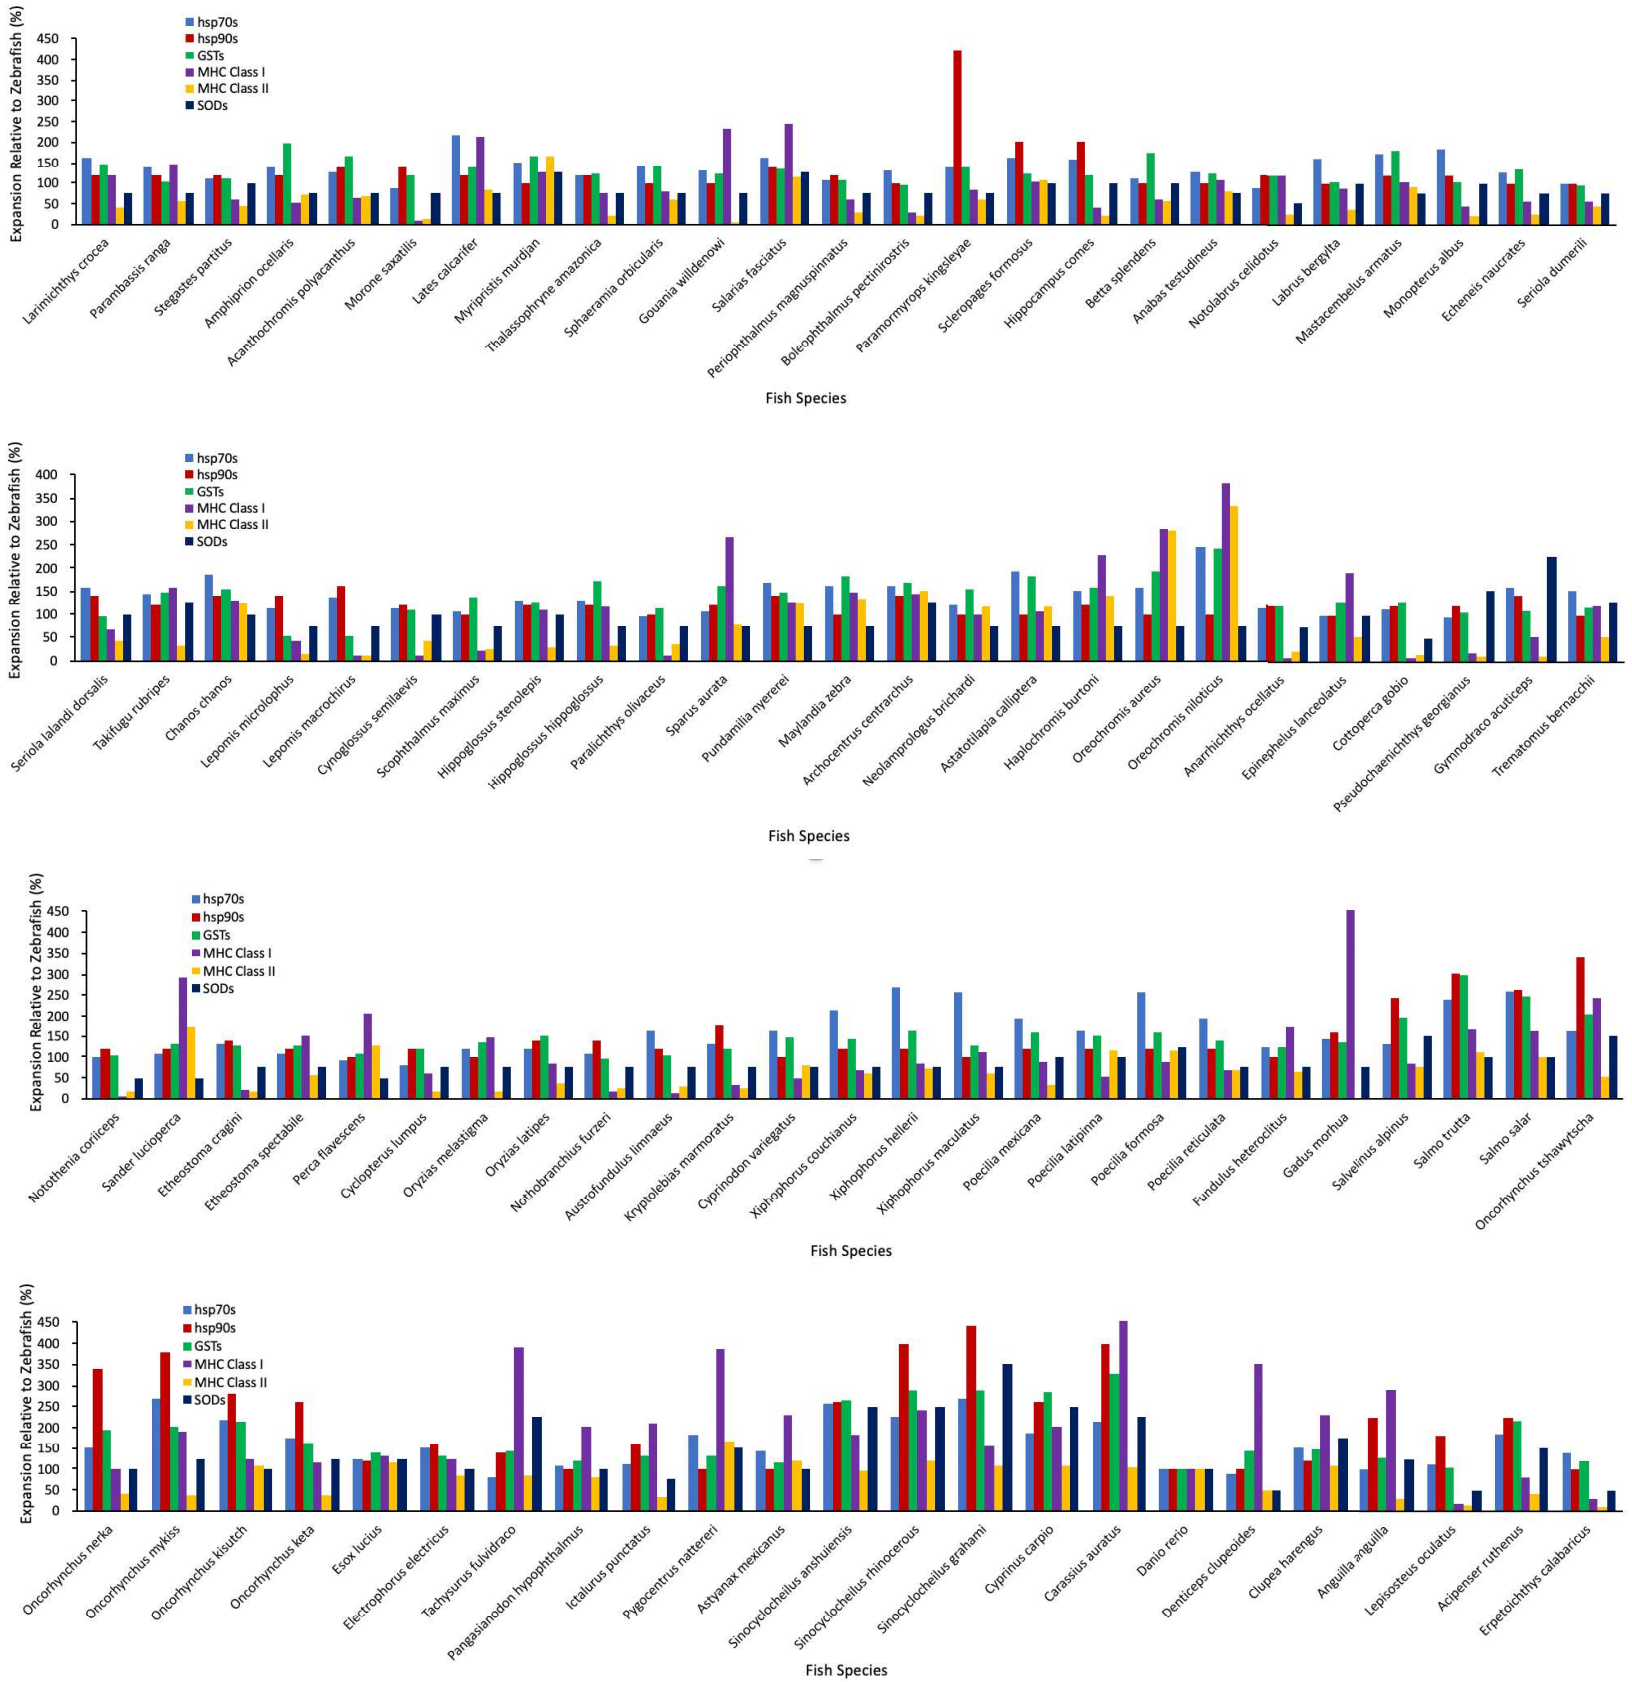 Expansion Relative to Zebrafish (%)
hsp70s
hsp90s
GSTs
MHC Class I
MHC Class II
SODs
450
400
350
300
250
200
150
100
50
0
Larimichthys crocea
Parambassis ranga
Stegastes partitus
Amphiprion ocellaris
Acanthochromis polyacanthus
Morone saxatilis
Lates calcarifer
Myripristis murdjan
Thalassophryne amazonica
Sphaeramia orbicularis
Gouania willdenowi
Salarias fasciatus
Periophthalmus magnuspinnatus
Boleophthalmus pectinirostris
Paramormyrops kingsleyae
Scleropages formosus
Hippocampus comes
Betta splendens
Anabas testudineus
Notolabrus celidotus
Labrus bergylta
Mastacembelus armatus
Monopterus albus
Echeneis naucrates
Seriola dumerili
Fish Species
Expansion Relative to Zebrafish (%)
hsp70s
hsp90s
GSTs
MHC Class I
MHC Class II
SODs
400
350
300
250
200
150
100
50
0
Seriola lalandi dorsalis
Takifugu rubripes
Chanos chanos
Lepomis microlophus
Lepomis macrochirus
Cynoglossus semilaevis
Scophthalmus maximus
Hippoglossus stenolepis
Hippoglossus hippoglossus
Paralichthys olivaceus
Sparus aurata
Pundamilia nyererei
Maylandia zebra
Archocentrus centrarchus
Neolamprologus brichardi
Astatotilapia calliptera
Haplochromis burtoni
Oreochromis aureus
Oreochromis niloticus
Anarrhichthys ocellatus
Epinephelus lanceolatus
Cottoperca gobio
Pseudochaenichthys georgianus
Gymnodraco acuticeps
Trematomus bernacchii
Fish Species
Expansion Relative to Zebrafish (%)
hsp70s
hsp90s
GSTs
MHC Class I
MHC Class II
SODs
450
400
350
300
250
200
150
100
50
0
Notothenia coriiceps
Sander lucioperca
Etheostoma cragini
Etheostoma spectabile
Perca flavescens
Cyclopterus lumpus
Oryzias melastigma
Oryzias latipes
Nothobranchius furzeri
Austrofundulus limnaeus
Kryptolebias marmoratus
Cyprinodon variegatus
Xiphophorus couchianus
Xiphophorus hellerii
Xiphophorus maculatus
Poecilia mexicana
Poecilia latipinna
Poecilia formosa
Poecilia reticulata
Fundulus heteroclitus
Gadus morhua
Salvelinus alpinus
Salmo trutta
Salmo salar
Oncorhynchus tshawytscha
Fish Species
Expansion Relative to Zebrafish (%)
hsp70s
hsp90s
GSTs
MHC Class I
MHC Class II
SODs
450
400
350
300
250
200
150
100
50
0
Oncorhynchus nerka
Oncorhynchus mykiss
Oncorhynchus kisutch
Oncorhynchus keta
Esox lucius
Electrophorus electricus
Tachysurus fulvidraco
Pangasianodon hypophthalmus
Ictalurus punctatus
Pygocentrus nattereri
Astyanax mexicanus
Sinocyclocheilus anshuiensis
Sinocyclocheilus rhinocerous
Sinocyclocheilus grahami
Cyprinus carpio
Carassius auratus
Danio rerio
Denticeps clupeoides
Clupea harengus
Anguilla anguilla
Lepisosteus oculatus
Acipenser ruthenus
Erpetoichthys calabaricus
Fish Species